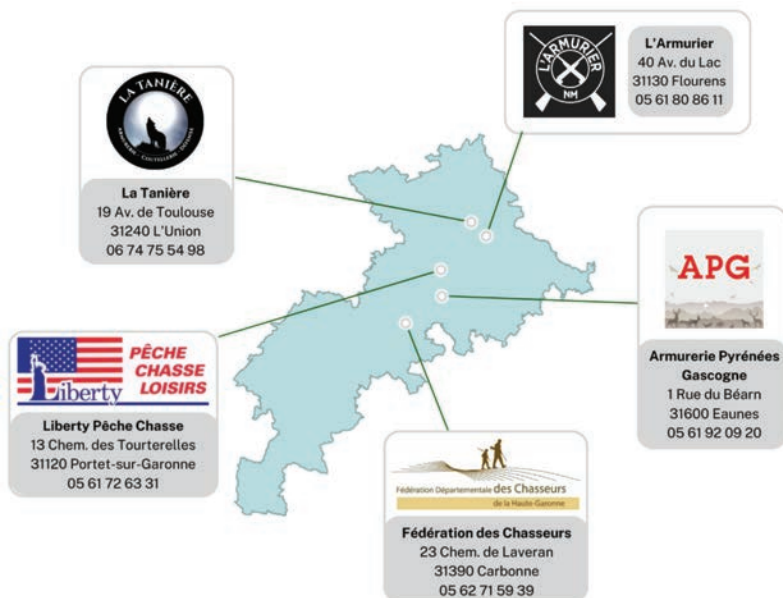 L'ARMURIER
NM
L'Armurier
40 Av. du Lac
31130 Flourens
05 61 80 86 11
LA TANIÈRE
ARMURERIE - COUTELLERIE - DÉFENSE
La Tanière
19 Av. de Toulouse
31240 L'Union
06 74 75 54 98
APG
Armurerie Pyrénées
Gascogne
1 Rue du Béarn
31600 Eaunes
05 61 92 09 20
Liberty
PÊCHE
CHASSE
LOISIRS
Liberty Pêche Chasse
13 Chem. des Tourterelles
31120 Portet-sur-Garonne
05 61 72 63 31
Fédération Départementale des Chasseurs
de la Haute Garonne
Fédération des Chasseurs
23 Chem. de Laveran
31390 Carbonne
05 62 71 59 39